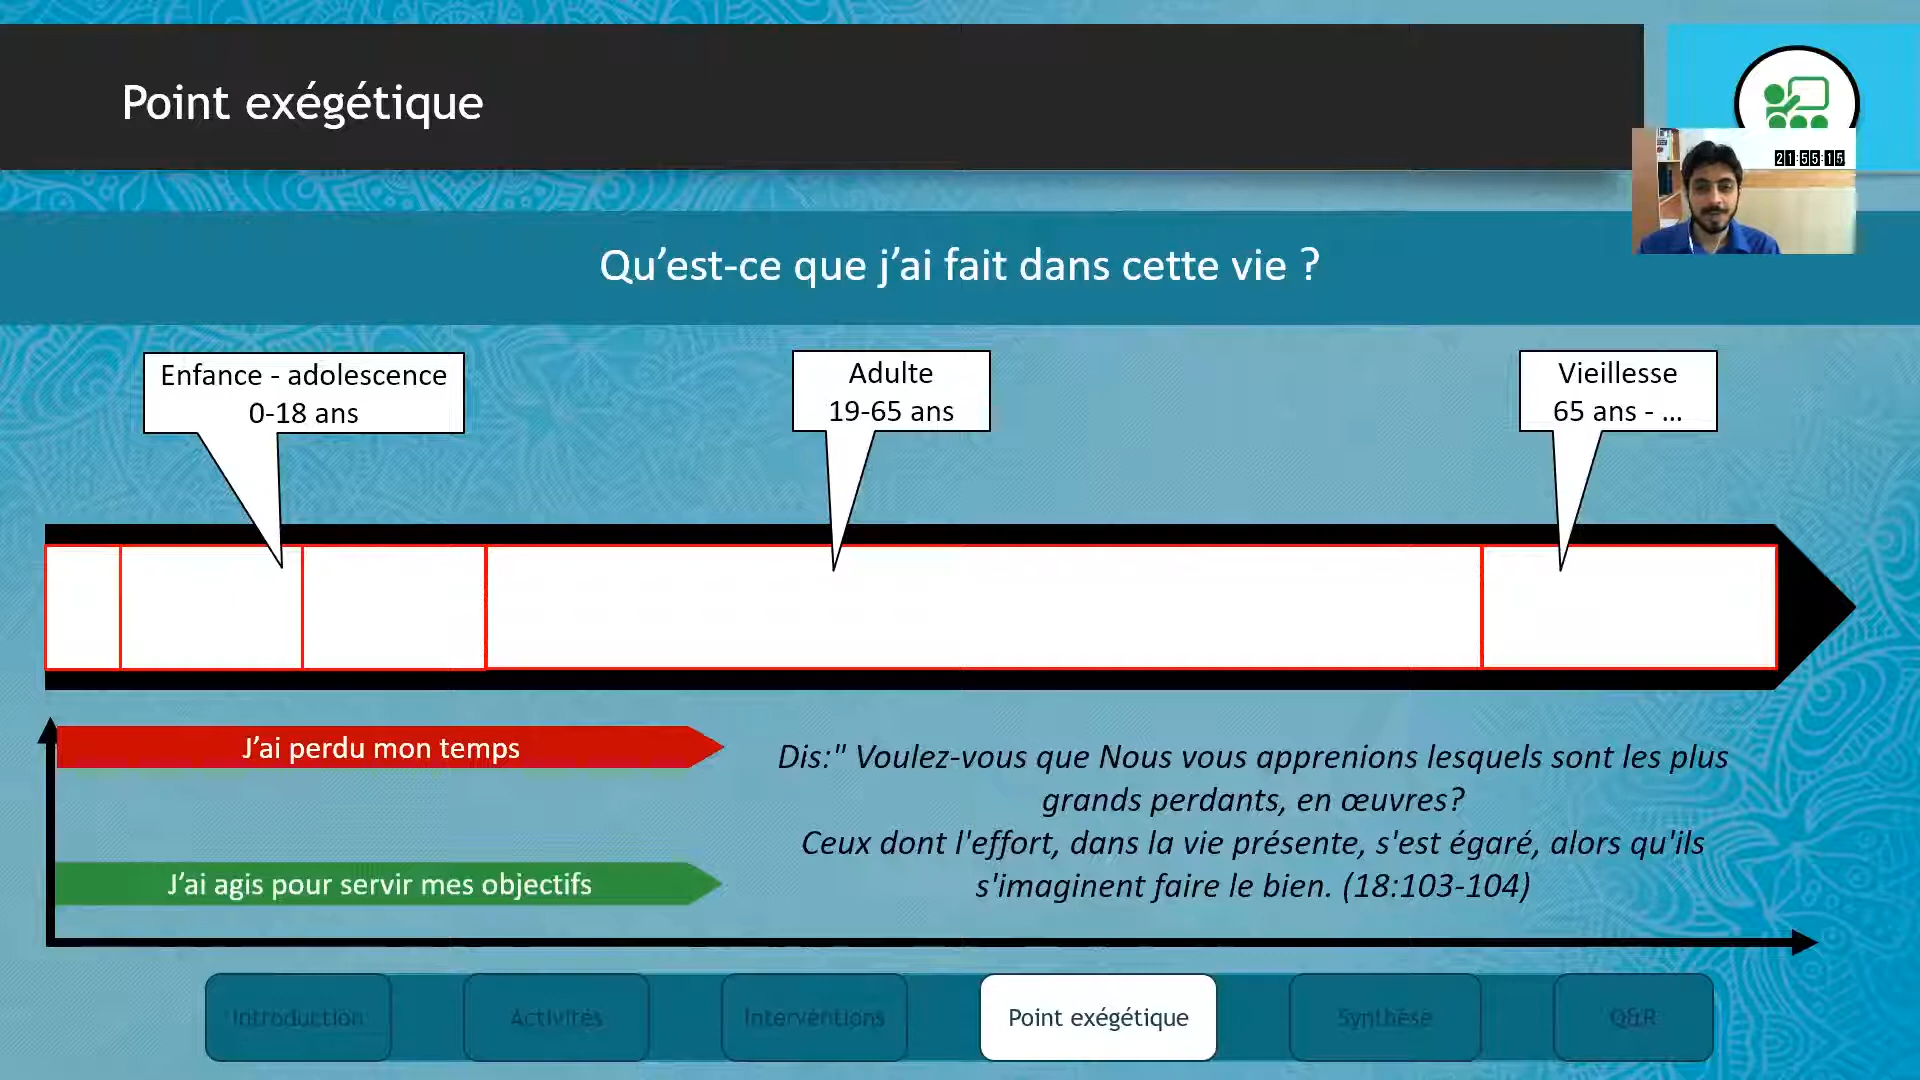 Point exégétique
21:55:15
Qu’est-ce que j’ai fait dans cette vie ?
Enfance - adolescence
0-18 ans
Adulte
19-65 ans
Vieillesse
65 ans - ...
J’ai perdu mon temps
J’ai agis pour servir mes objectifs
Dis:" Voulez-vous que Nous vous apprenions lesquels sont les plus
grands perdants, en œuvres?
Ceux dont l'effort, dans la vie présente, s'est égaré, alors qu'ils
s'imaginent faire le bien. (18:103-104)
Introduction
Activités
Interventions
Point exégétique
Synthèse
Q&R